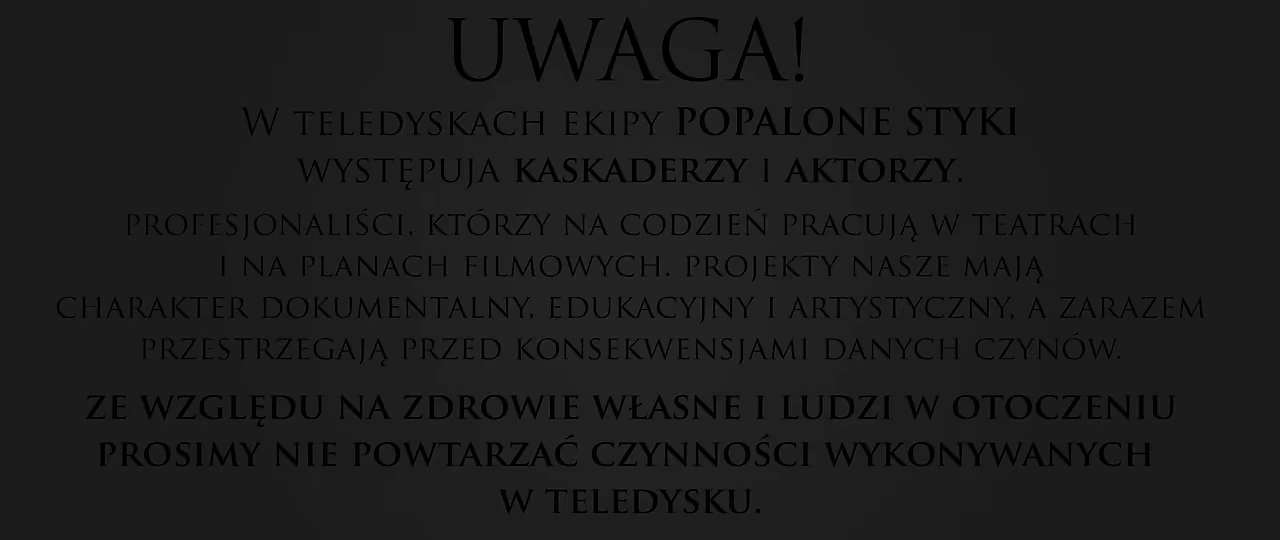 UWAGA!
W TELEDYSKACH EKIPY POPALONE STYKI
WYSTĘPUJA KASKADERZY I AKTORZY.
PROFESJONALIŚCI, KTÓRZY NA CODZIEŃ PRACUJĄ W TEATRACH
I NA PLANACH FILMOWYCH. PROJEKTY NASZE MAJĄ
CHARAKTER DOKUMENTALNY, EDUKACYJNY I ARTYSTYCZNY, A ZARAZEM
PRZESTRZEGAJĄ PRZED KONSEKWENSJAMI DANYCH CZYNÓW.
ZE WZGLĘDU NA ZDROWIE WŁASNE I LUDZI W OTOCZENIU
PROSIMY NIE POWTARZAĆ CZYNNOŚCI WYKONYWANYCH
W TELEDYSKU.